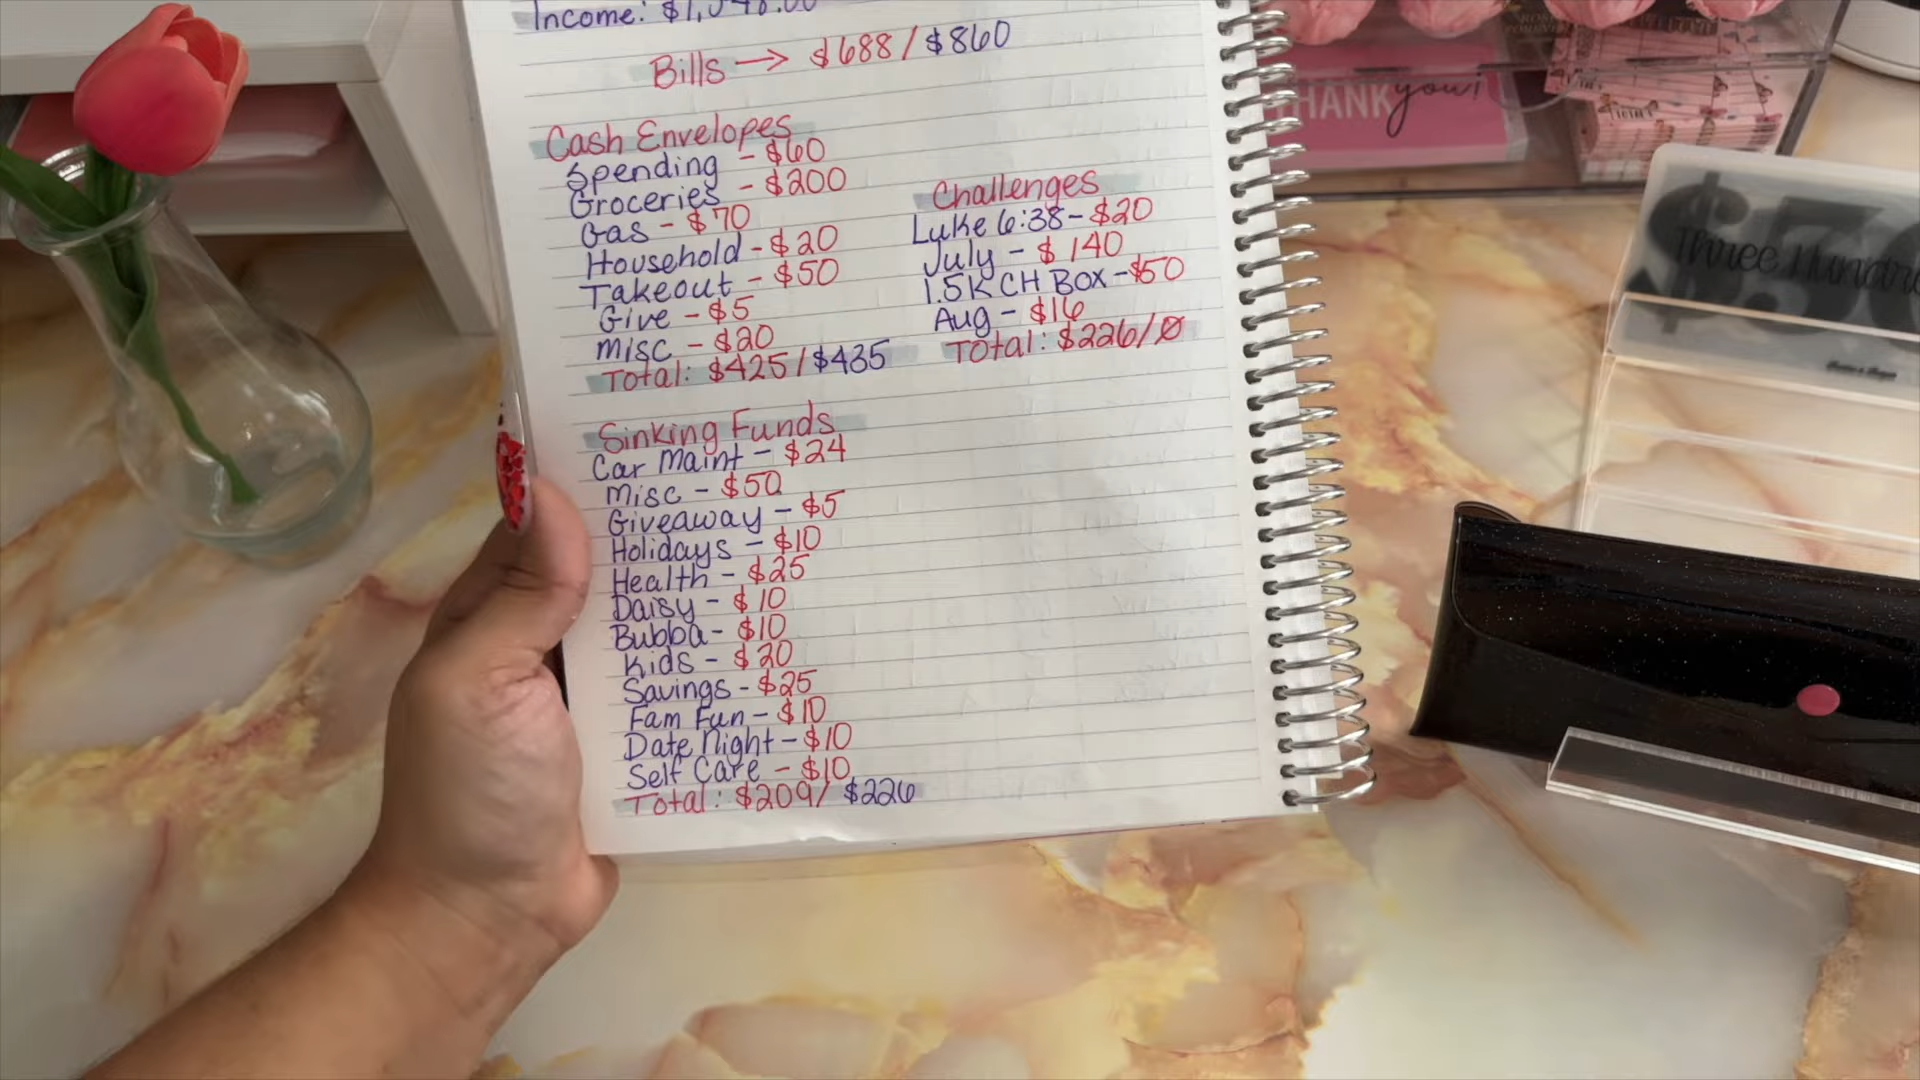 Income:
Bills → $688/$860
Cash Envelopes
Spending - $60
Groceries - $200
Gas - $70
Household - $20
Takeout - $50
Give - $5
Misc - $20
Total: $425/$435
Challenges
Luke 6:38 - $20
July - $140
1.5K CH Box - $50
Aug - $16
Total: $226/0
Sinking Funds
Car Maint - $24
Misc - $50
Giveaway - $5
Holidays - $10
Health - $25
Daisy - $10
Bubba - $10
Kids - $20
Savings - $25
Fam Fun - $10
Date Night - $10
Self Care - $10
Total: $209/ $226
THANK you!
Three